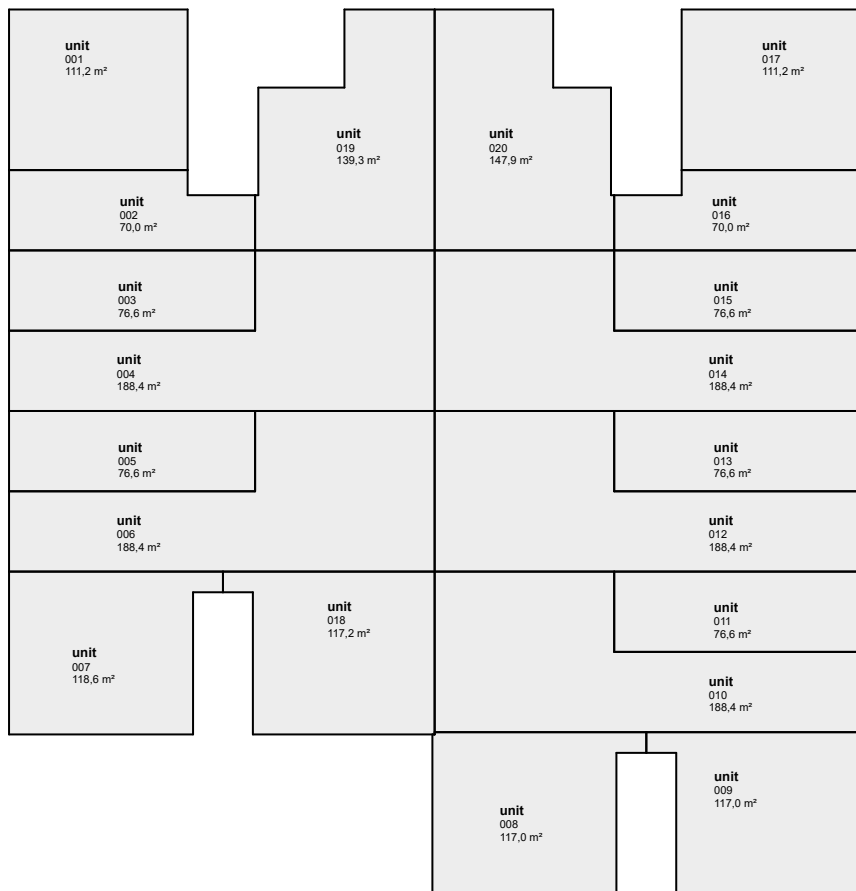 unit
001
111,2 m²
unit
017
111,2 m²
unit
019
139,3 m²
unit
020
147,9 m²
unit
002
70,0 m²
unit
016
70,0 m²
unit
003
76,6 m²
unit
015
76,6 m²
unit
004
188,4 m²
unit
014
188,4 m²
unit
005
76,6 m²
unit
013
76,6 m²
unit
006
188,4 m²
unit
012
188,4 m²
unit
018
117,2 m²
unit
011
76,6 m²
unit
007
118,6 m²
unit
010
188,4 m²
unit
009
117,0 m²
unit
008
117,0 m²